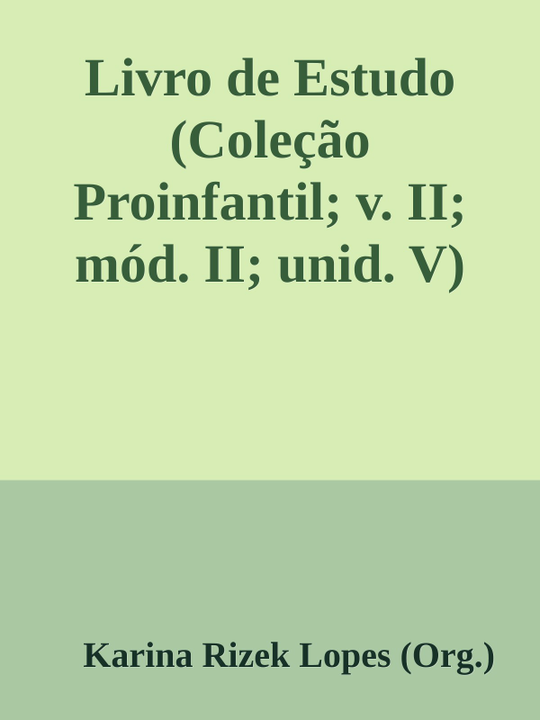 Livro de Estudo
(Coleção
Proinfantil; v. II;
mód. II; unid. V)
Karina Rizek Lopes (Org.)